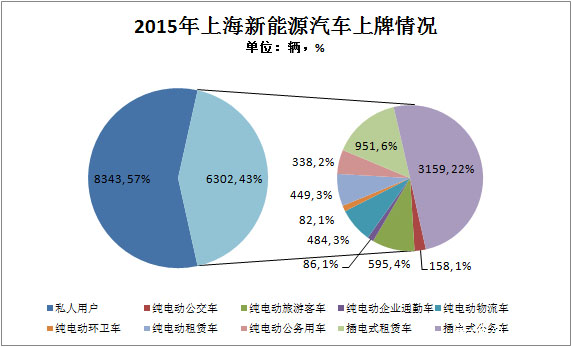 2015年上海新能源汽车上牌情况
单位：辆，%
8343,57%
6302,43%
951,6%
338,2%
3159,22%
449,3%
82,1%
484,3%
86,1%
595,4%
158,1%
私人用户 纯电动公交车 纯电动旅游客车 纯电动企业通勤车 纯电动物流车
纯电动环卫车 纯电动租赁车 纯电动公务用车 插电式租赁车 插电式公务车